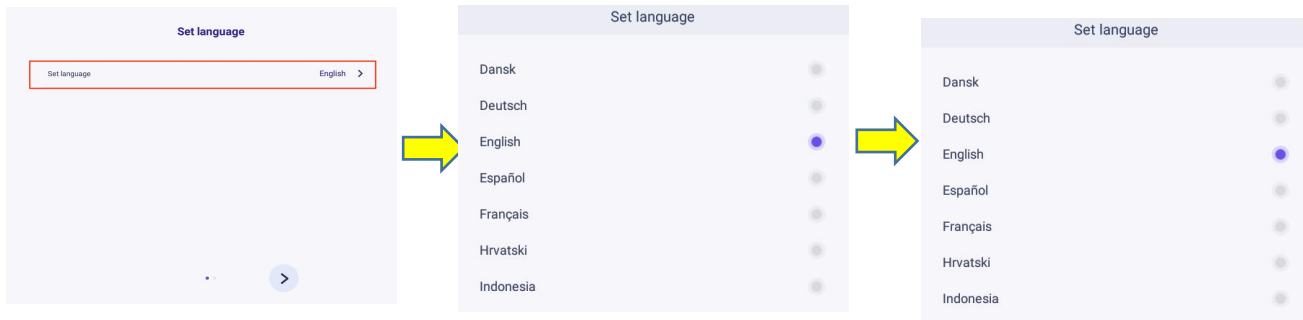 Set language
Set language English
Set language
Dansk
Deutsch
English
Español
Français
Hrvatski
Indonesia
Set language
Dansk
Deutsch
English
Español
Français
Hrvatski
Indonesia